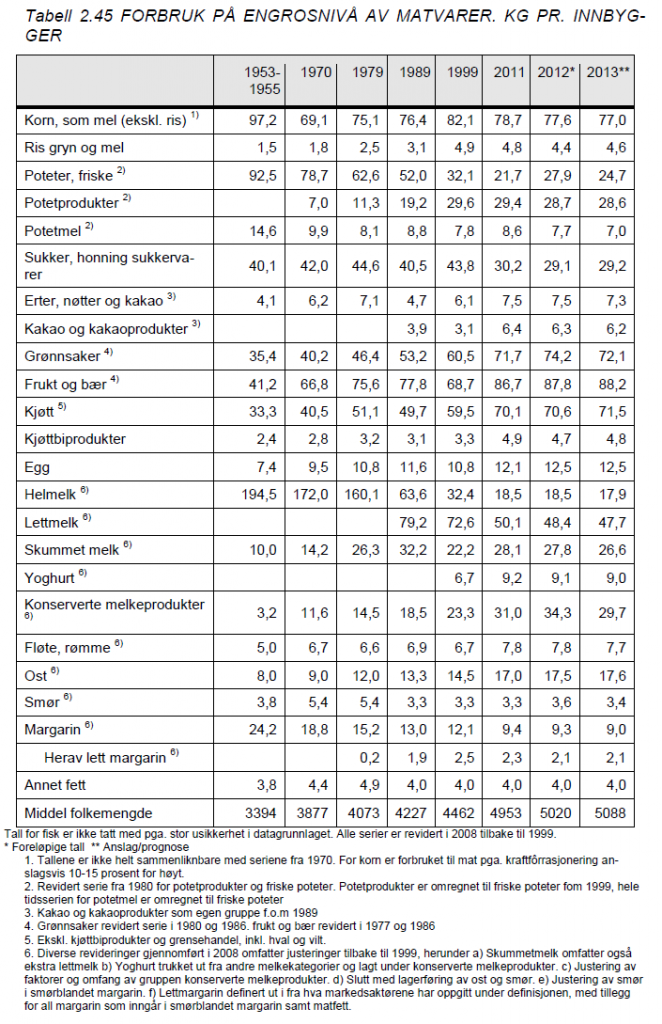 Tabell 2.45 FORBRUK PÅ ENGROSNIVÅ AV MATVARER. KG PR. INNBYG-
GER
1953-1955 1970 1979 1989 1999 2011 2012* 2013**
Korn, som mel (ekskl. ris) 1) 97,2 69,1 75,1 76,4 82,1 78,7 77,6 77,0
Ris gryn og mel 1,5 1,8 2,5 3,1 4,9 4,8 4,4 4,6
Poteter, friske 2) 92,5 78,7 62,6 52,0 32,1 21,7 27,9 24,7
Potetprodukter 2) 7,0 11,3 19,2 29,6 29,4 28,7 28,6
Potetmel 2) 14,6 9,9 8,1 8,8 7,8 8,6 7,7 7,0
Sukker, honning sukkerva-
rer 40,1 42,0 44,6 40,5 43,8 30,2 29,1 29,2
Erter, nøtter og kakao 3) 4,1 6,2 7,1 4,7 6,1 7,5 7,5 7,3
Kakao og kakaoprodukter 3) 3,9 3,1 6,4 6,3 6,2
Grønnsaker 4) 35,4 40,2 46,4 53,2 60,5 71,7 74,2 72,1
Frukt og bær 4) 41,2 66,8 75,6 77,8 68,7 86,7 87,8 88,2
Kjøtt 5) 33,3 40,5 51,1 49,7 59,5 70,1 70,6 71,5
Kjøttbiprodukter 2,4 2,8 3,2 3,1 3,3 4,9 4,7 4,8
Egg 7,4 9,5 10,8 11,6 10,8 12,1 12,5 12,5
Helmelk 6) 194,5 172,0 160,1 63,6 32,4 18,5 18,5 17,9
Lettmelk 6) 79,2 72,6 50,1 48,4 47,7
Skummet melk 6) 10,0 14,2 26,3 32,2 22,2 28,1 27,8 26,6
Yoghurt 6) 6,7 9,2 9,1 9,0
Konserverte melkeprodukter
6) 3,2 11,6 14,5 18,5 23,3 31,0 34,3 29,7
Fløte, rømme 6) 5,0 6,7 6,6 6,9 6,7 7,8 7,8 7,7
Ost 6) 8,0 9,0 12,0 13,3 14,5 17,0 17,5 17,6
Smør 6) 3,8 5,4 5,4 3,3 3,3 3,3 3,6 3,4
Margarin 6) 24,2 18,8 15,2 13,0 12,1 9,4 9,3 9,0
Herav lett margarin 6) 0,2 1,9 2,5 2,3 2,1 2,1
Annet fett 3,8 4,4 4,9 4,0 4,0 4,0 4,0 4,0
Middel folkemengde 3394 3877 4073 4227 4462 4953 5020 5088
Tall for fisk er ikke tatt med pga. stor usikkerhet i datagrunnlaget. Alle serier er revidert i 2008 tilbake til 1999.
* Foreløpige tall ** Anslag/prognose
1. Tallene er ikke helt sammenliknbare med seriene fra 1970. For korn er forbruket til mat pga. kraftfôrrasjonering an-
slagsvis 10-15 prosent for høyt.
2. Revidert serie fra 1980 for potetprodukter og friske poteter. Potetprodukter er omregnet til friske poteter fom 1999, hele
tidsserien for potetmel er omregnet til friske poteter
3. Kakao og kakaoprodukter som egen gruppe f.o.m 1989
4. Grønnsaker revidert serie i 1980 og 1986. frukt og bær revidert i 1977 og 1986
5. Ekskl. kjøttbiprodukter og grensehandel, inkl. hval og vilt.
6. Diverse revideringer gjennomført i 2008 omfatter justeringer tilbake til 1999, herunder a) Skummetmelk omfatter også
ekstra lettmelk b) Yoghurt trukket ut fra andre melkekategorier og lagt under konserverte melkeprodukter. c) Justering av
faktorer og omfang av gruppen konserverte melkeprodukter. d) Slutt med lagerføring av ost og smør. e) Justering av smør
i smørblandet margarin. f) Lettmargarin definert ut i fra hva markedsaktørene har oppgitt under definisjonen, med tillegg
for all margarin som inngår i smørblandet margarin samt matfett.